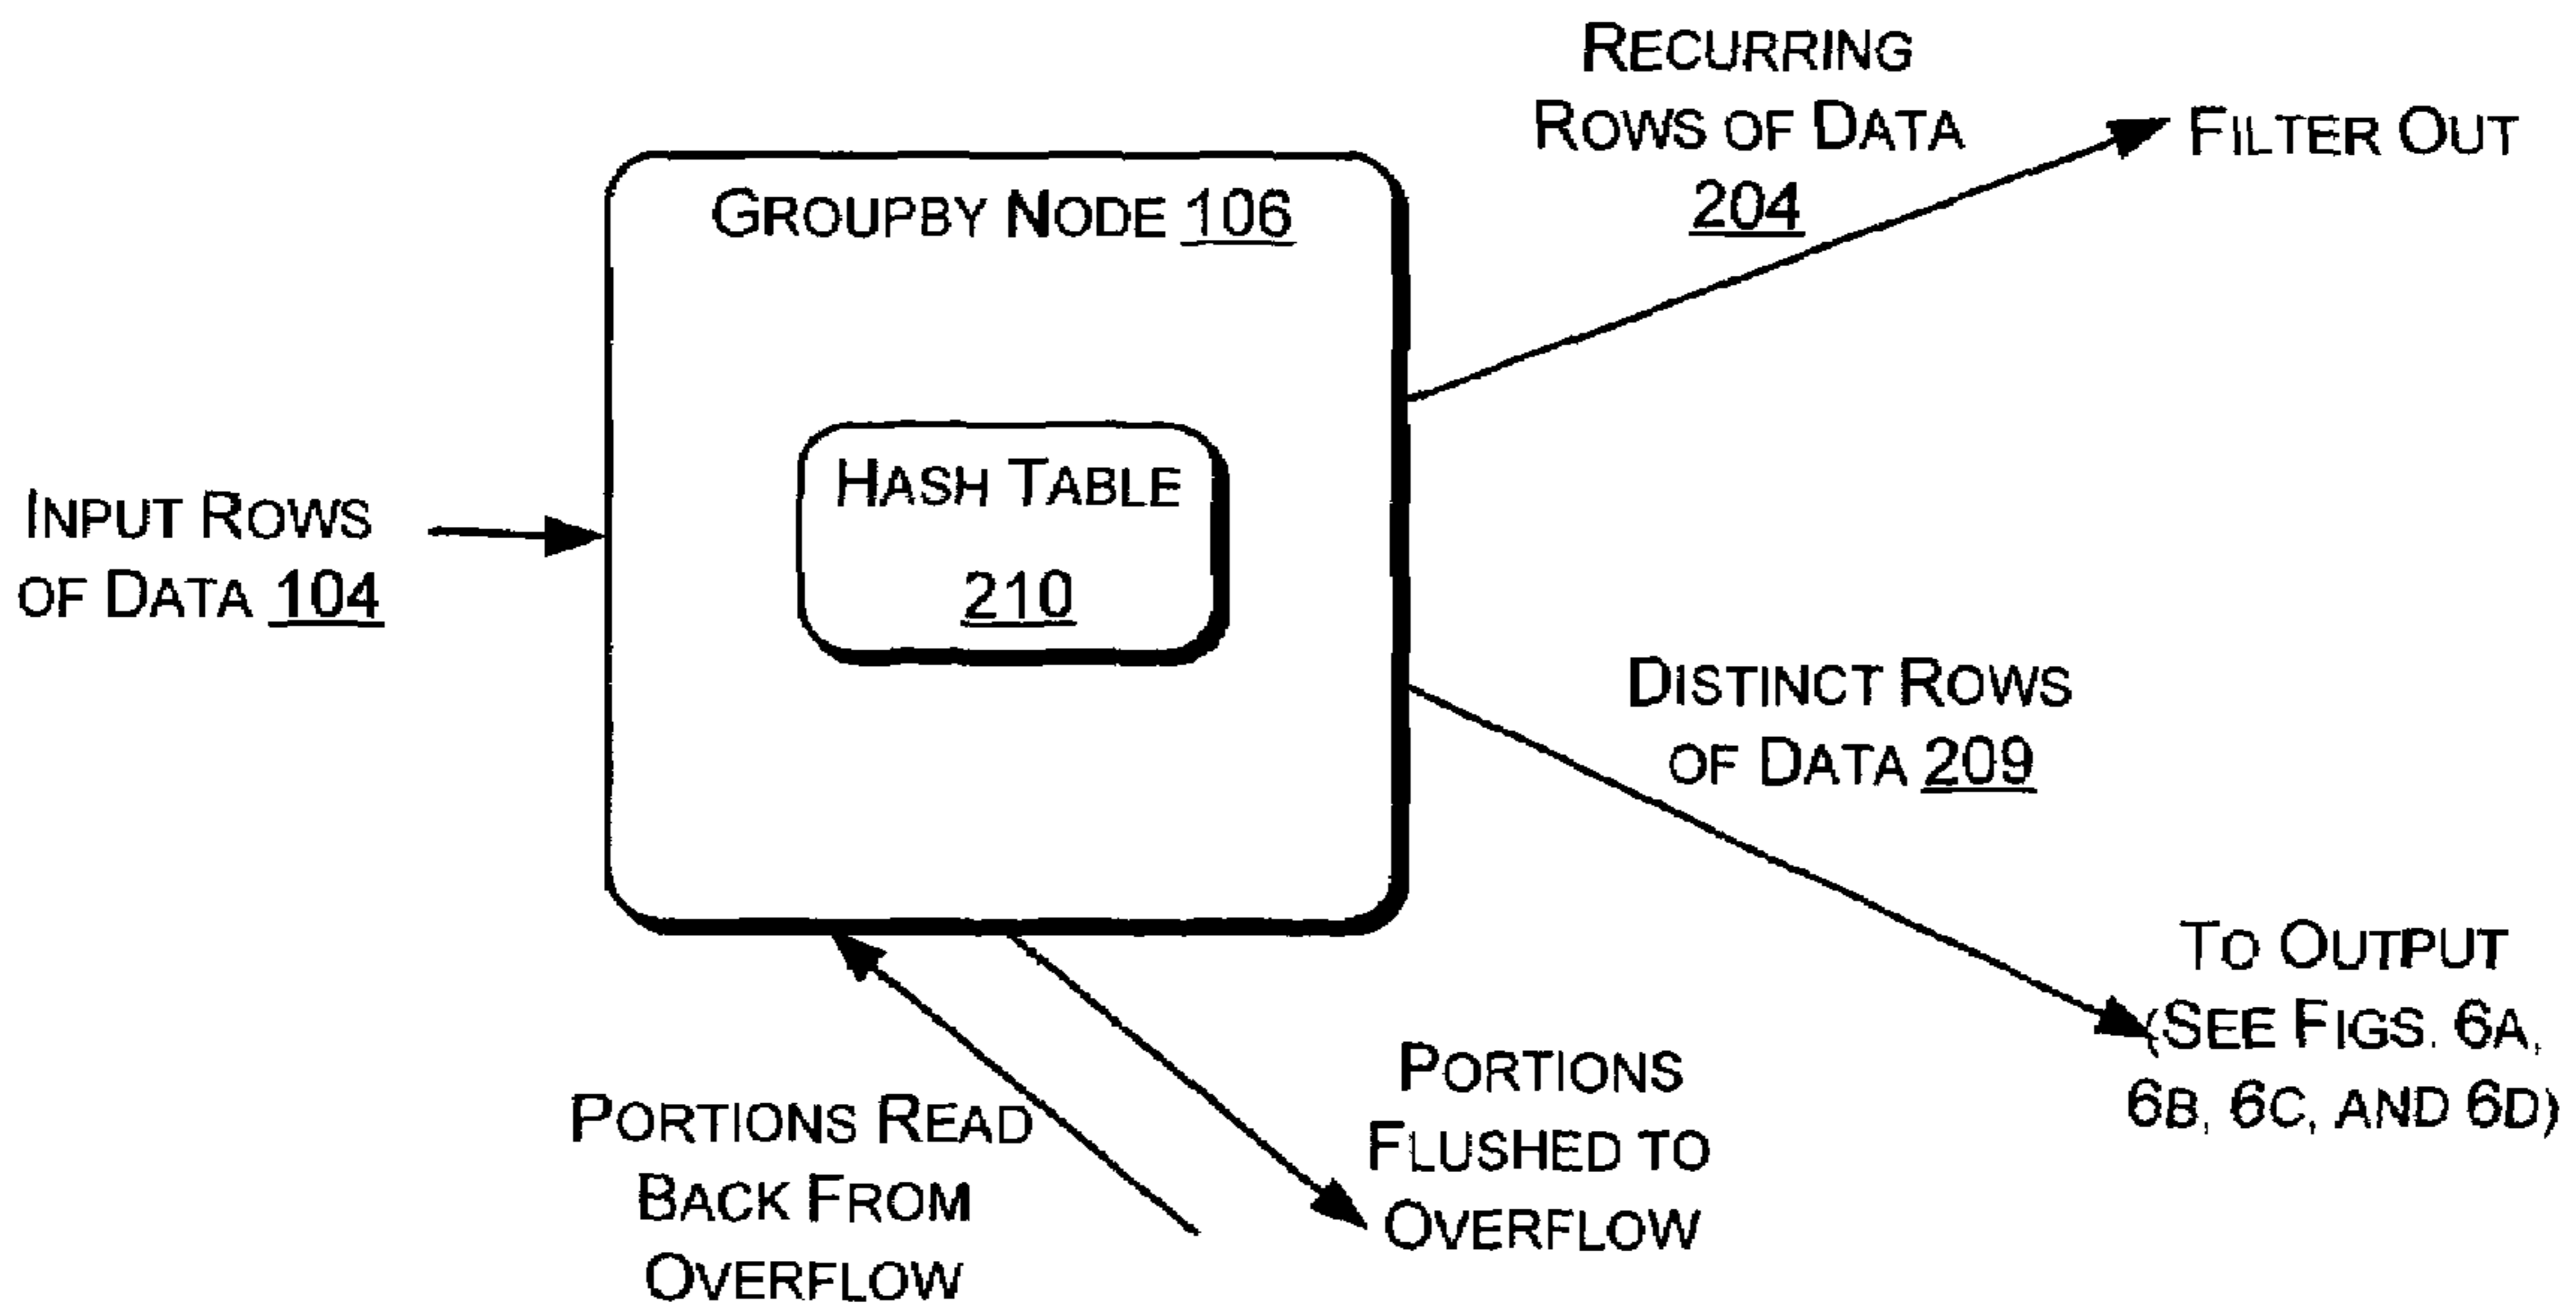 RECURRING
ROWS OF DATA
204
FILTER OUT
GROUPBY NODE 106
HASH TABLE
210
INPUT ROWS
OF DATA 104
DISTINCT ROWS
OF DATA 209
TO OUTPUT
(SEE FIGS. 6A,
6B, 6C, AND 6D)
PORTIONS READ
BACK FROM
OVERFLOW
PORTIONS
FLUSHED TO
OVERFLOW